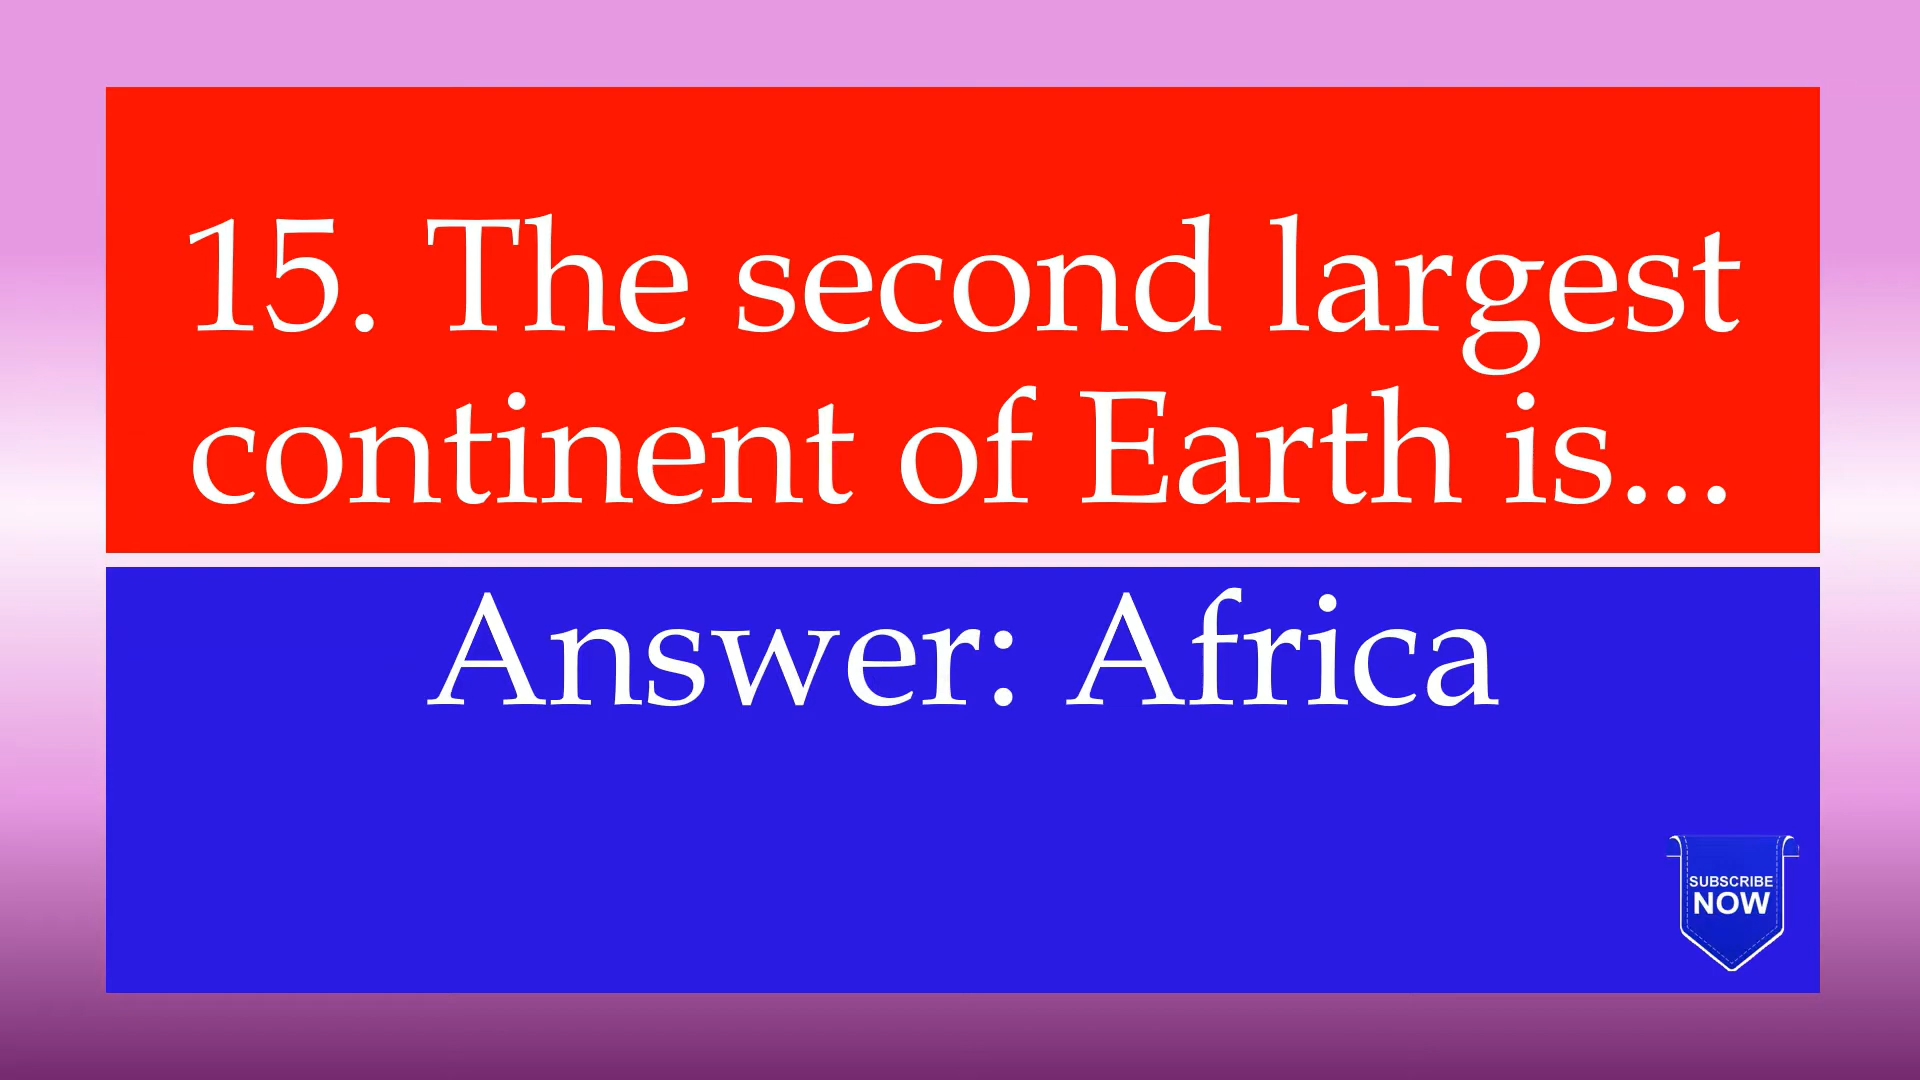 15. The second largest
continent of Earth is...
Answer: Africa
SUBSCRIBE
NOW